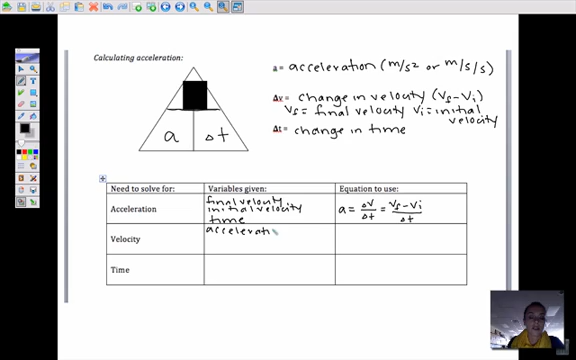 Calculating acceleration:
a= acceleration (m/s² or m/s/s)
Δv= change in velocity (Vf-Vi)
Vf = final velocity Vi = initial
velocity
Δt= change in time
a Δt
Need to solve for: Variables given: Equation to use:
Acceleration
final velocity
initial velocity
time
a = ΔV/Δt = Vf-Vi/Δt
Velocity
accelerati
Time